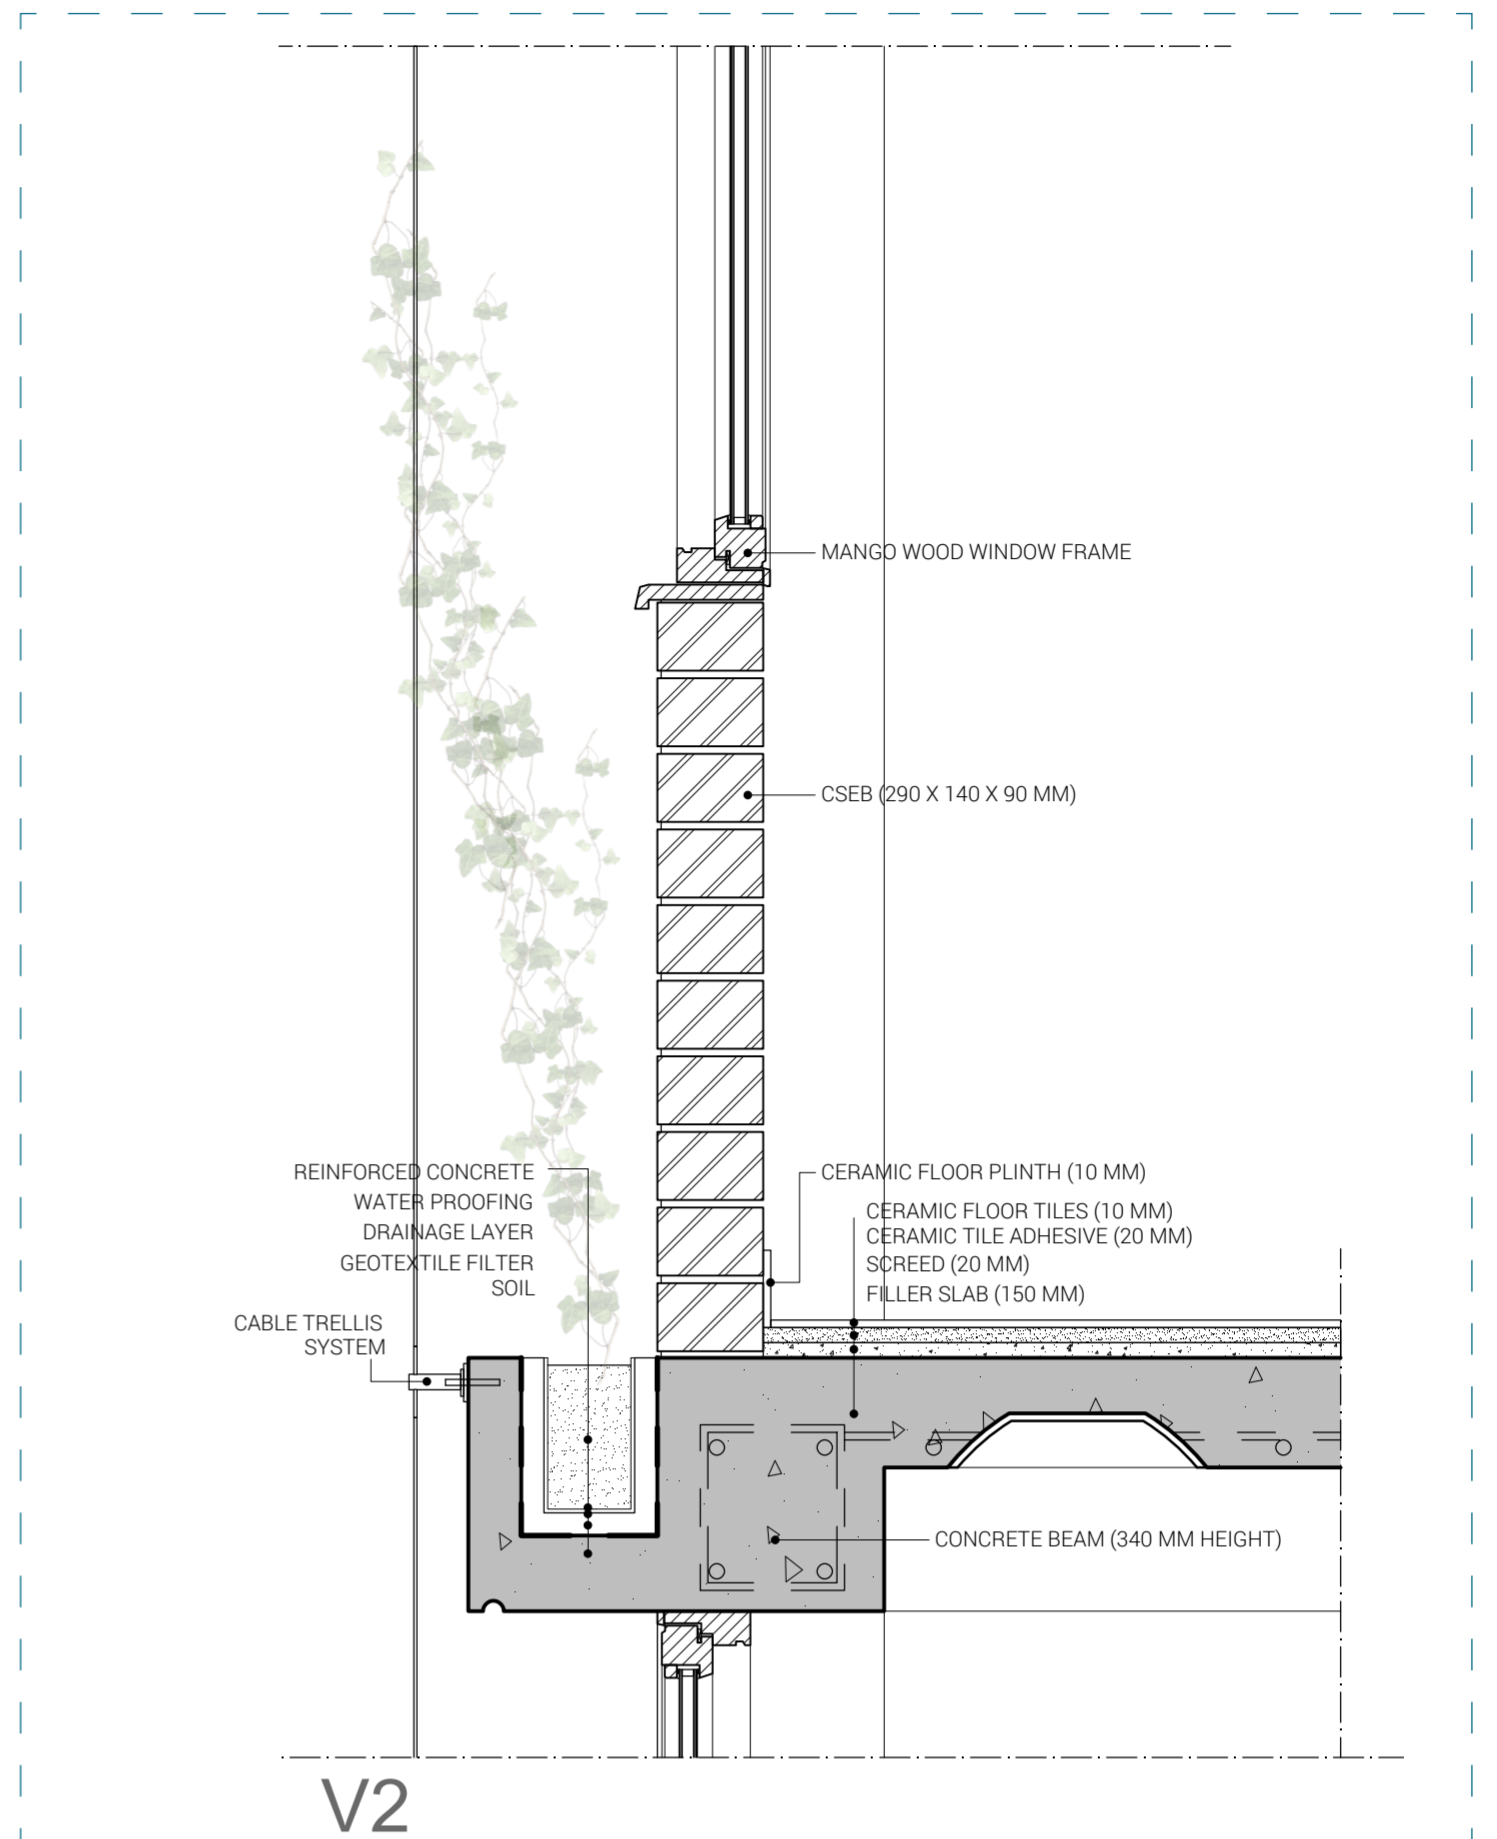 MANGO WOOD WINDOW FRAME
CSEB (290 X 140 X 90 MM)
REINFORCED CONCRETE
WATER PROOFING
DRAINAGE LAYER
GEOTEXTILE FILTER
SOIL
CABLE TRELLIS
SYSTEM
CERAMIC FLOOR PLINTH (10 MM)
CERAMIC FLOOR TILES (10 MM)
CERAMIC TILE ADHESIVE (20 MM)
SCREED (20 MM)
FILLER SLAB (150 MM)
CONCRETE BEAM (340 MM HEIGHT)
V2